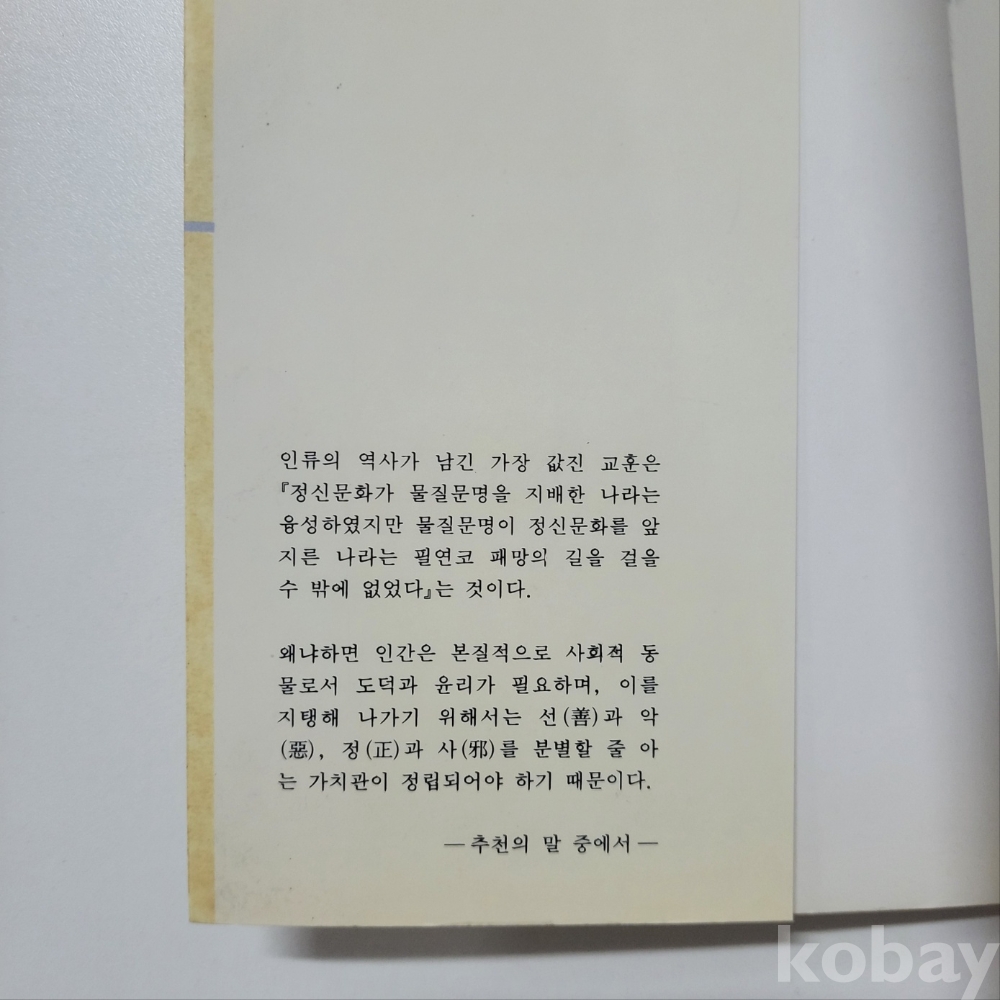 인류의 역사가 남긴 가장 값진 교훈은
『정신문화가 물질문명을 지배한 나라는
융성하였지만 물질문명이 정신문화를 앞
지른 나라는 필연코 패망의 길을 걸을
수 밖에 없었다』는 것이다.
왜냐하면 인간은 본질적으로 사회적 동
물로서 도덕과 윤리가 필요하며, 이를
지탱해 나가기 위해서는 선(善)과 악
(惡), 정(正)과 사(邪)를 분별할 줄 아
는 가치관이 정립되어야 하기 때문이다.
—추천의 말 중에서—
kobay